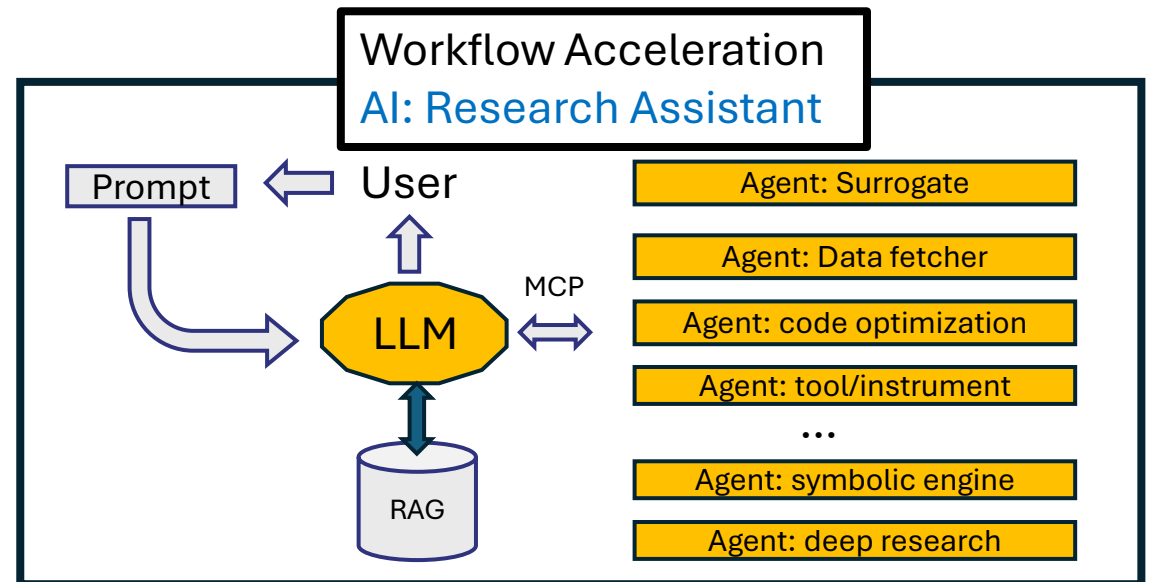 Workflow Acceleration
AI: Research Assistant
Prompt
User
MCP
LLM
RAG
Agent: Surrogate
Agent: Data fetcher
Agent: code optimization
Agent: tool/instrument
...
Agent: symbolic engine
Agent: deep research